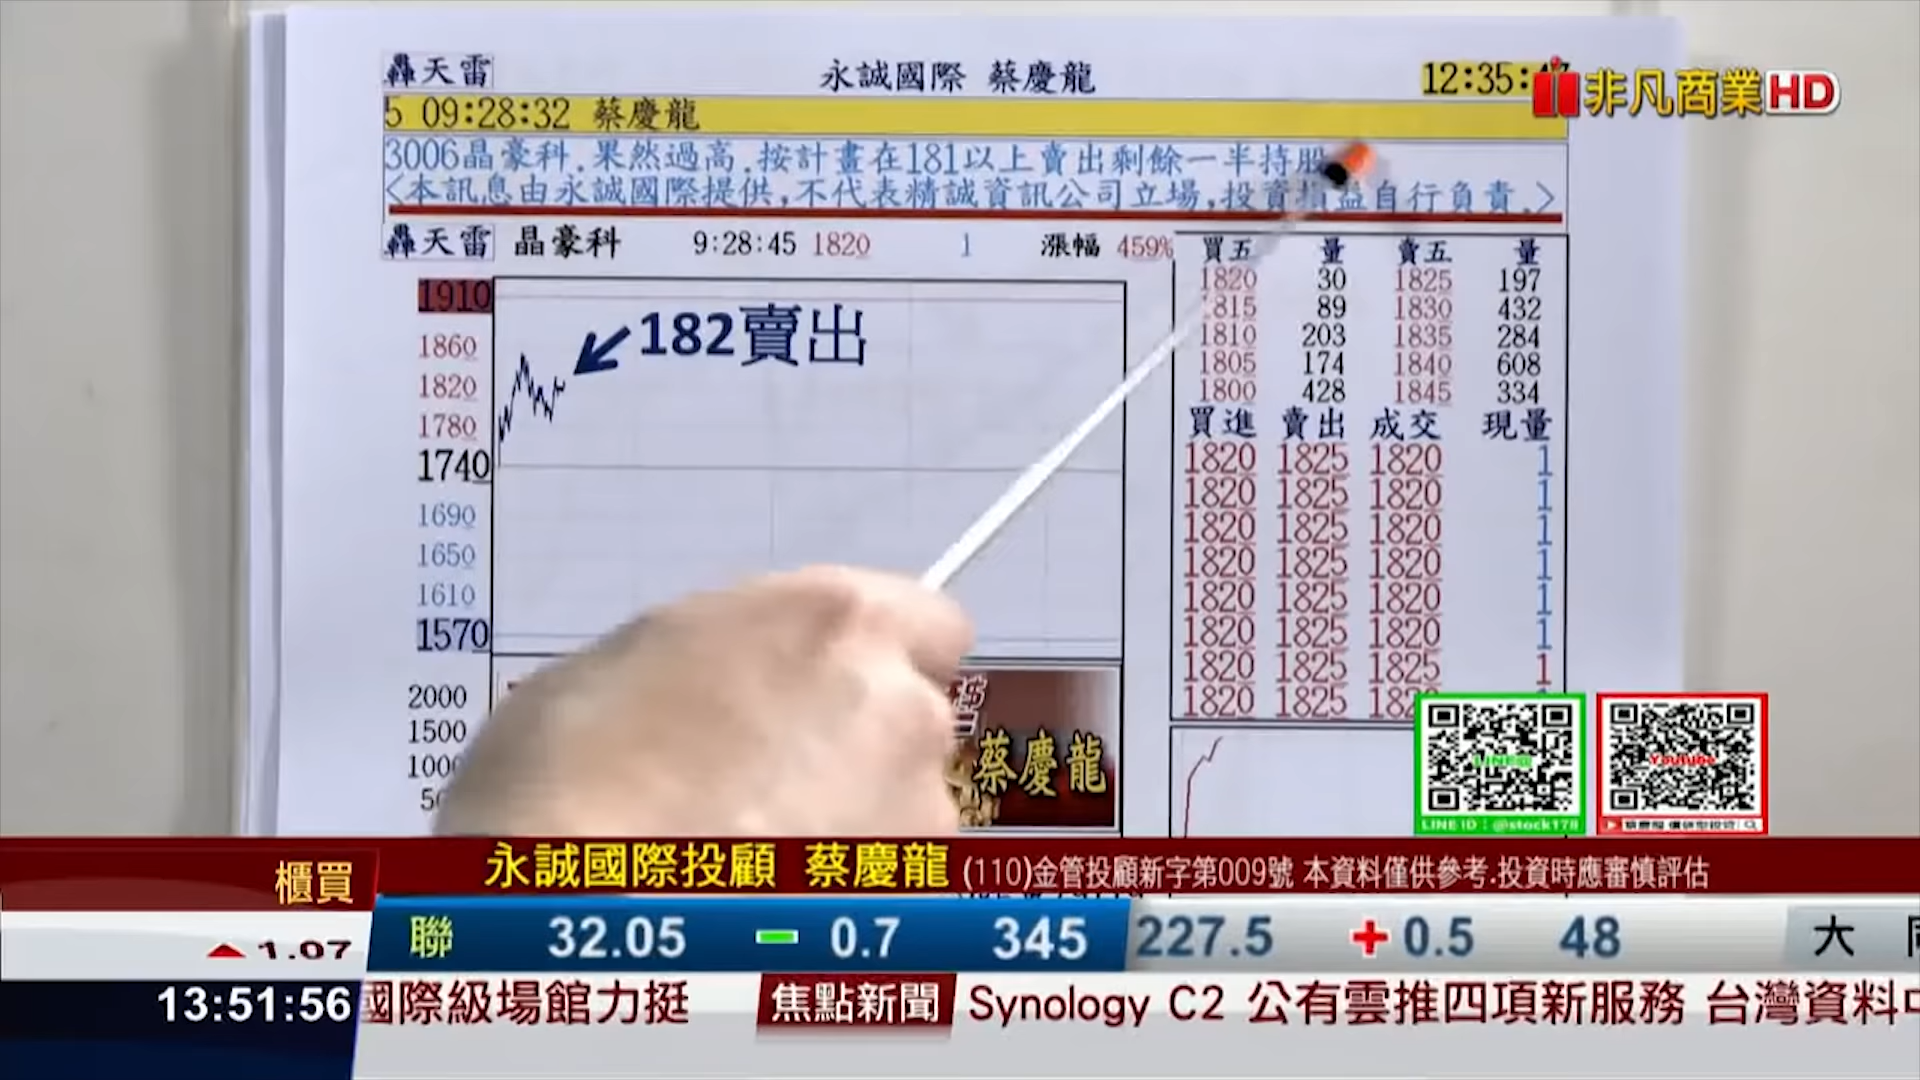 轟天雷 永誠國際 蔡慶龍 12:35:
非凡商業HD
5 09:28:32 蔡慶龍
3006晶豪科.果然過高.按計畫在181以上賣出剩餘一半持股
<本訊息由永誠國際提供,不代表精誠資訊公司立場,投資損益自行負責.>
轟天雷 晶豪科 9:28:45 1820 1 漲幅 459%
買五 量 賣五 量
1820 30 1825 197
1815 89 1830 432
1810 203 1835 284
1805 174 1840 608
1800 428 1845 334
買進 賣出 成交 現量
1820 1825 1820 1
1820 1825 1820 1
1820 1825 1820 1
1820 1825 1820 1
1820 1825 1820 1
1820 1825 1820 1
1820 1825 1825 1
1820 1825
1910
182賣出
1860
1820
1780
1740
1690
1650
1610
1570
2000
1500
1000
蔡慶龍
LINE@
LINE ID：@stock178
Youtube
櫃買
永誠國際投顧 蔡慶龍 (110)金管投顧新字第009號 本資料僅供參考.投資時應審慎評估
▲1.07
聯 32.05 0.7 345 227.5 + 0.5 48 大
13:51:56
國際級場館力挺 焦點新聞 Synology C2 公有雲推四項新服務 台灣資料